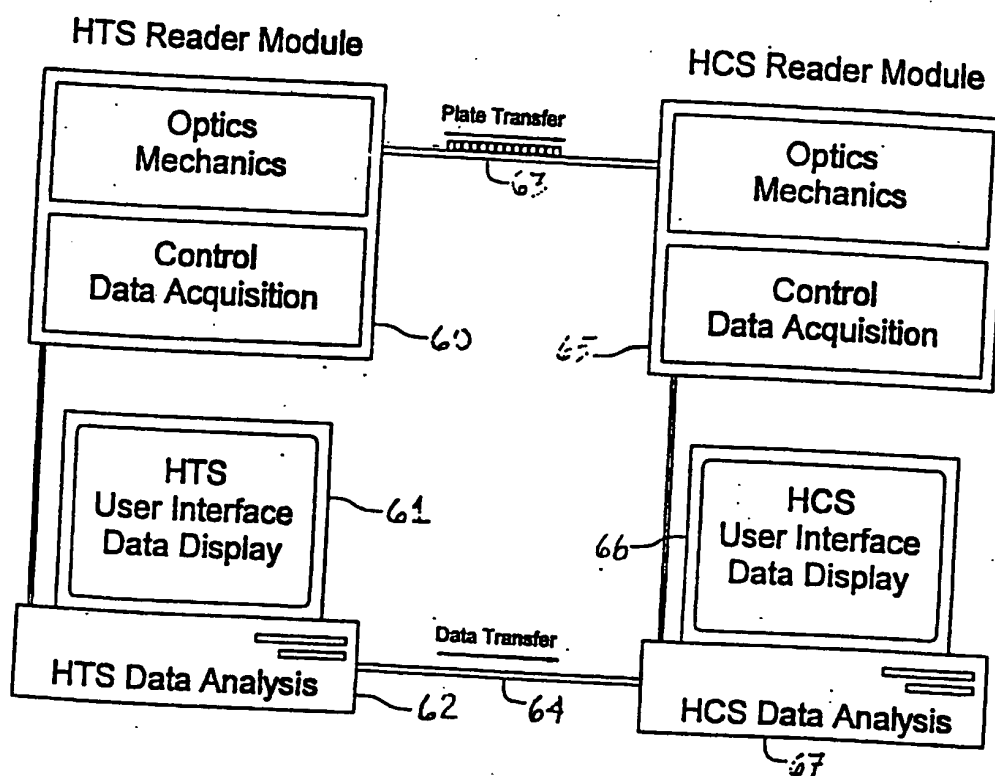 HTS Reader Module
HCS Reader Module
Optics
Mechanics
Control
Data Acquisition
60
Plate Transfer
63
Optics
Mechanics
Control
Data Acquisition
65
HTS
User Interface
Data Display
61
HCS
User Interface
Data Display
66
HTS Data Analysis
62
Data Transfer
64
HCS Data Analysis
67